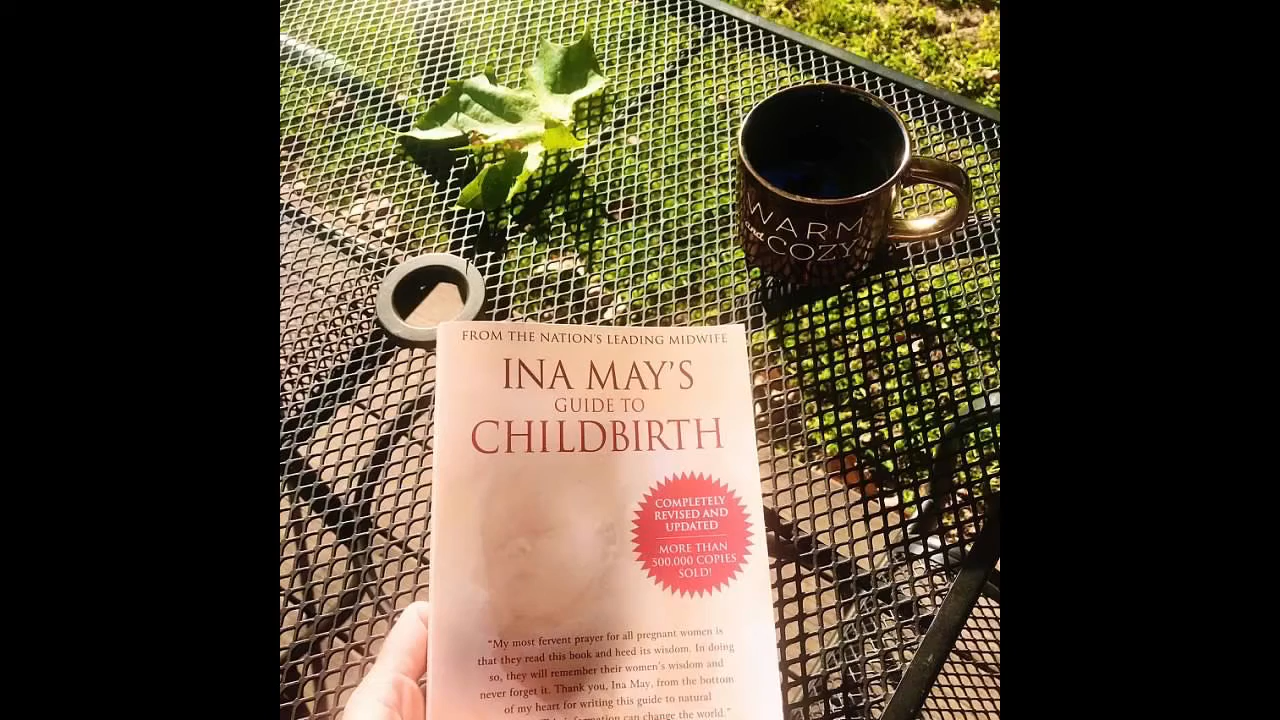 WARM
and
COZY
FROM THE NATION'S LEADING MIDWIFE
INA MAY'S
GUIDE TO
CHILDBIRTH
COMPLETELY
REVISED AND
UPDATED
MORE THAN
500,000 COPIES
SOLD!
"My most fervent prayer for all pregnant women is
that they read this book and heed its wisdom. In doing
so, they will remember their women's wisdom and
never forget it. Thank you, Ina May, from the bottom
of my heart for writing this guide to natural
information can change the world."